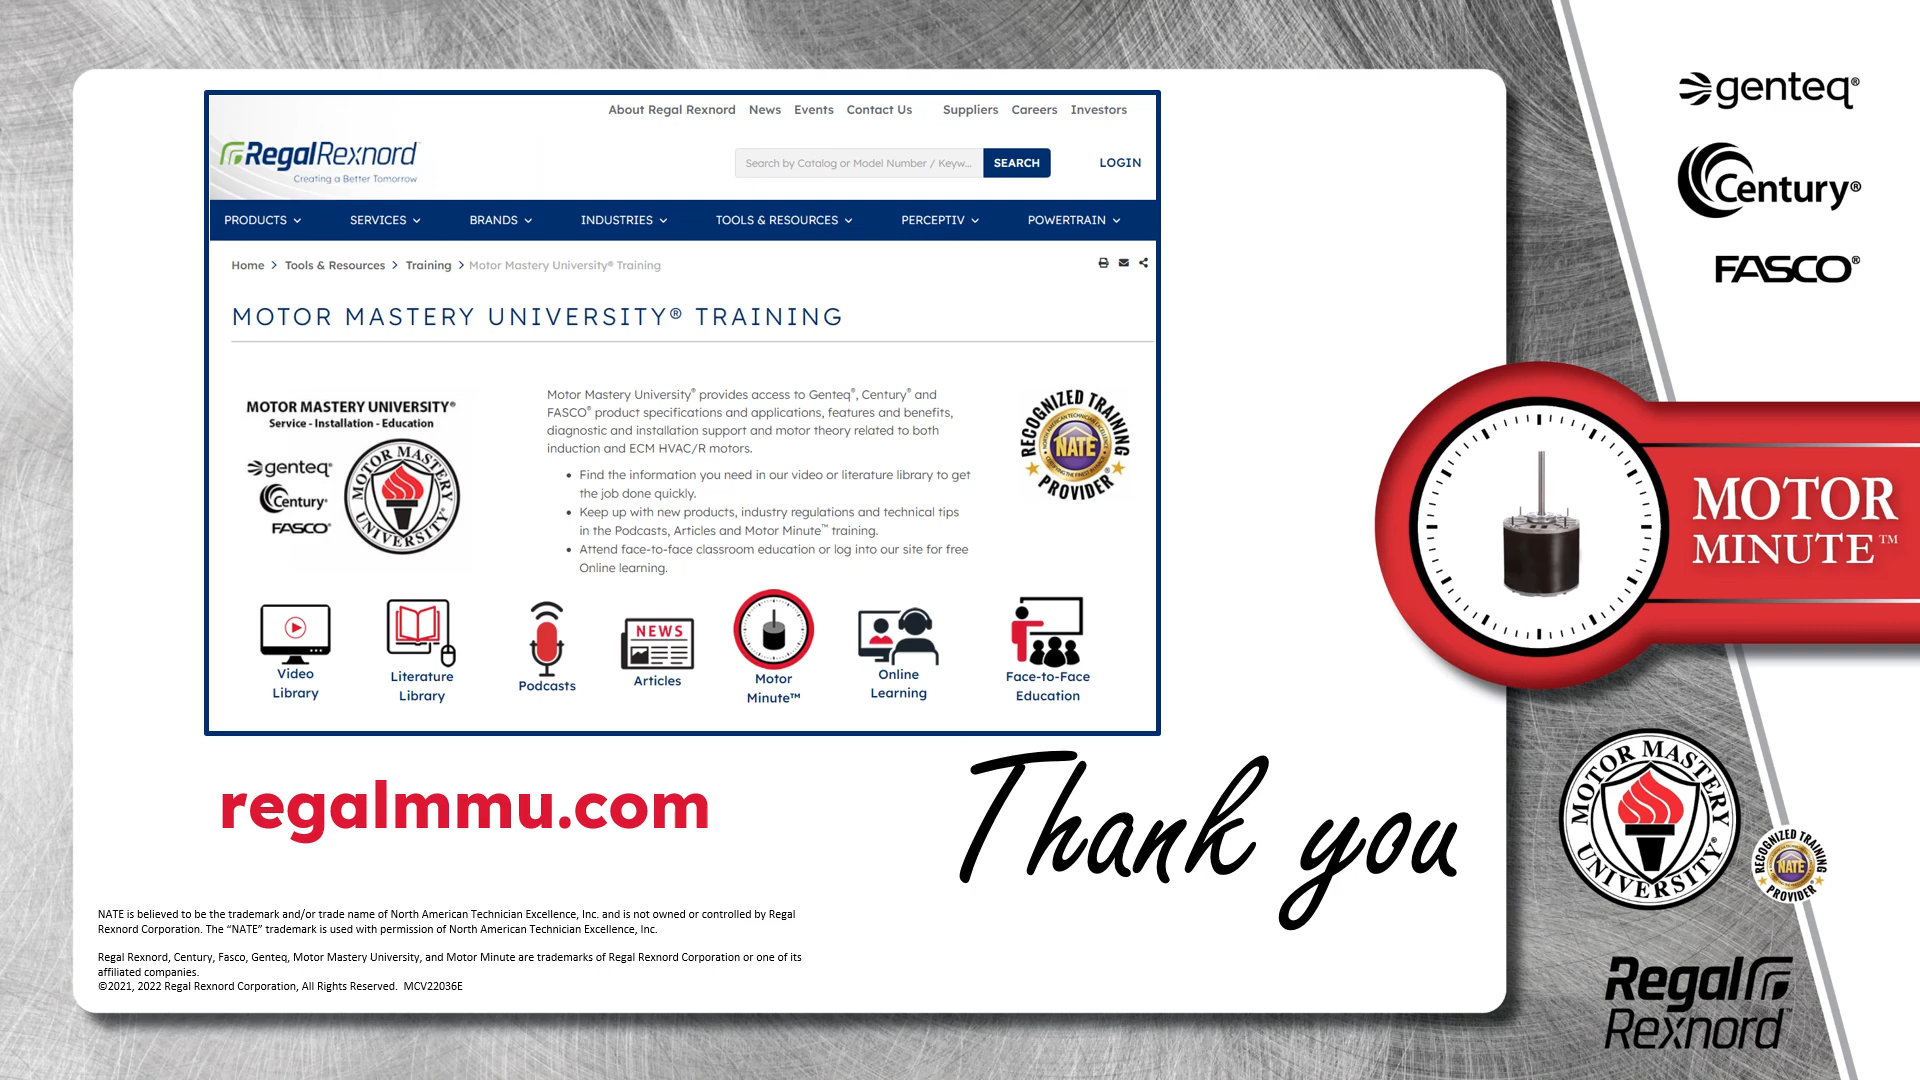 About Regal Rexnord News Events Contact Us Suppliers Careers Investors
RegalRexnord
Creating a Better Tomorrow
Search by Catalog or Model Number / Keyw... SEARCH LOGIN
PRODUCTS SERVICES BRANDS INDUSTRIES TOOLS & RESOURCES PERCEPTIV POWERTRAIN
Home > Tools & Resources > Training > Motor Mastery University® Training
MOTOR MASTERY UNIVERSITY® TRAINING
MOTOR MASTERY UNIVERSITY®
Service - Installation - Education
genteq®
Century®
FASCO®
MOTOR MASTERY UNIVERSITY®
Motor Mastery University® provides access to Genteq®, Century® and
FASCO® product specifications and applications, features and benefits,
diagnostic and installation support and motor theory related to both
induction and ECM HVAC/R motors.
• Find the information you need in our video or literature library to get
the job done quickly.
• Keep up with new products, industry regulations and technical tips
in the Podcasts, Articles and Motor Minute™ training.
• Attend face-to-face classroom education or log into our site for free
Online learning.
RECOGNIZED TRAINING
NATE
PROVIDER
Video
Library
Literature
Library
Podcasts
NEWS
Articles
Motor
Minute™
Online
Learning
Face-to-Face
Education
regalmmu.com
Thank you
NATE is believed to be the trademark and/or trade name of North American Technician Excellence, Inc. and is not owned or controlled by Regal
Rexnord Corporation. The “NATE” trademark is used with permission of North American Technician Excellence, Inc.
Regal Rexnord, Century, Fasco, Genteq, Motor Mastery University, and Motor Minute are trademarks of Regal Rexnord Corporation or one of its
affiliated companies.
©2021, 2022 Regal Rexnord Corporation, All Rights Reserved. MCV22036E
genteq®
Century®
FASCO®
MOTOR
MINUTE™
MOTOR MASTERY UNIVERSITY®
RECOGNIZED TRAINING
NATE
PROVIDER
Regal
Rexnord™